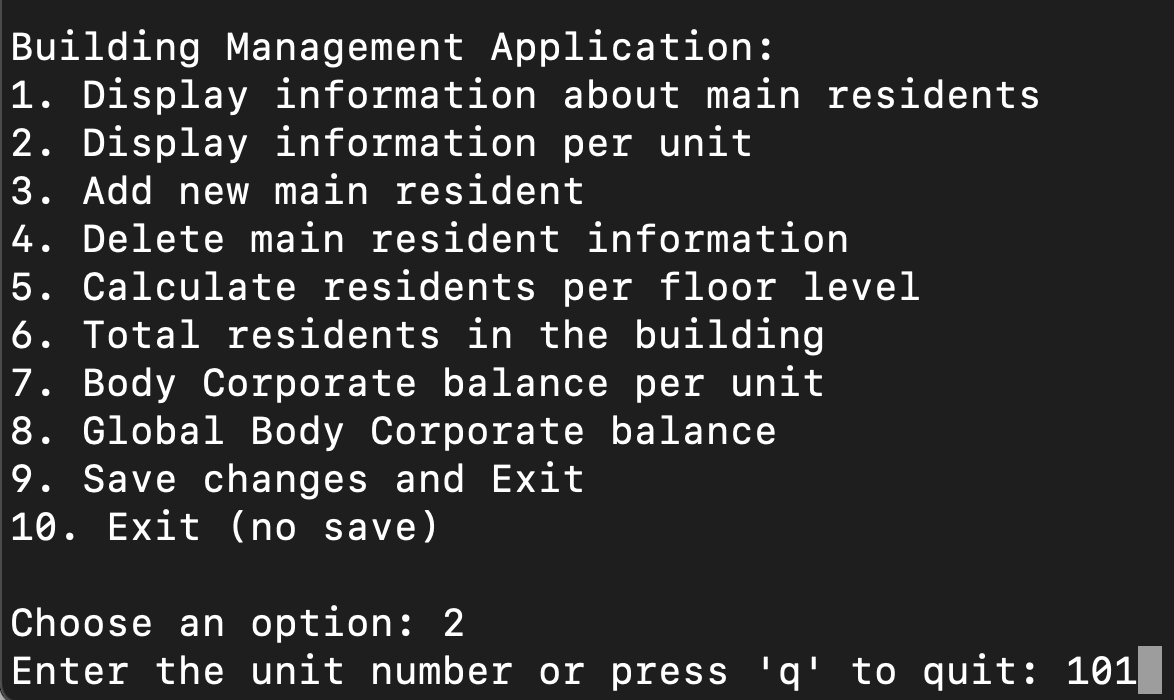 Building Management Application:
1. Display information about main residents
2. Display information per unit
3. Add new main resident
4. Delete main resident information
5. Calculate residents per floor level
6. Total residents in the building
7. Body Corporate balance per unit
8. Global Body Corporate balance
9. Save changes and Exit
10. Exit (no save)
Choose an option: 2
Enter the unit number or press 'q' to quit: 101